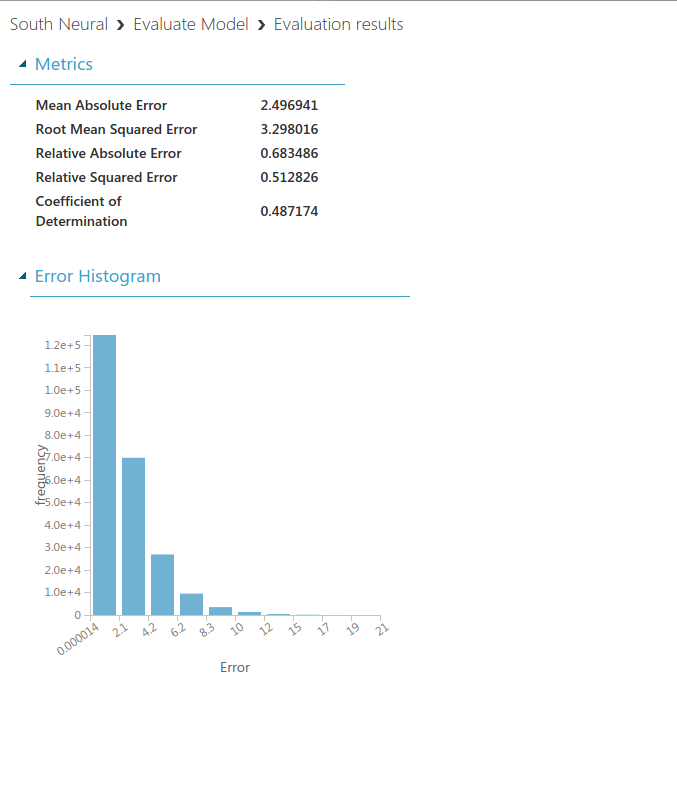 South Neural ❯ Evaluate Model ❯ Evaluation results
Metrics
Mean Absolute Error 2.496941
Root Mean Squared Error 3.298016
Relative Absolute Error 0.683486
Relative Squared Error 0.512826
Coefficient of
Determination 0.487174
Error Histogram
1.2e+5
1.1e+5
1.0e+5
9.0e+4
8.0e+4
7.0e+4
6.0e+4
5.0e+4
4.0e+4
3.0e+4
2.0e+4
1.0e+4
0
frequency
0.000014 2.1 4.2 6.2 8.3 10 12 15 17 19 21
Error